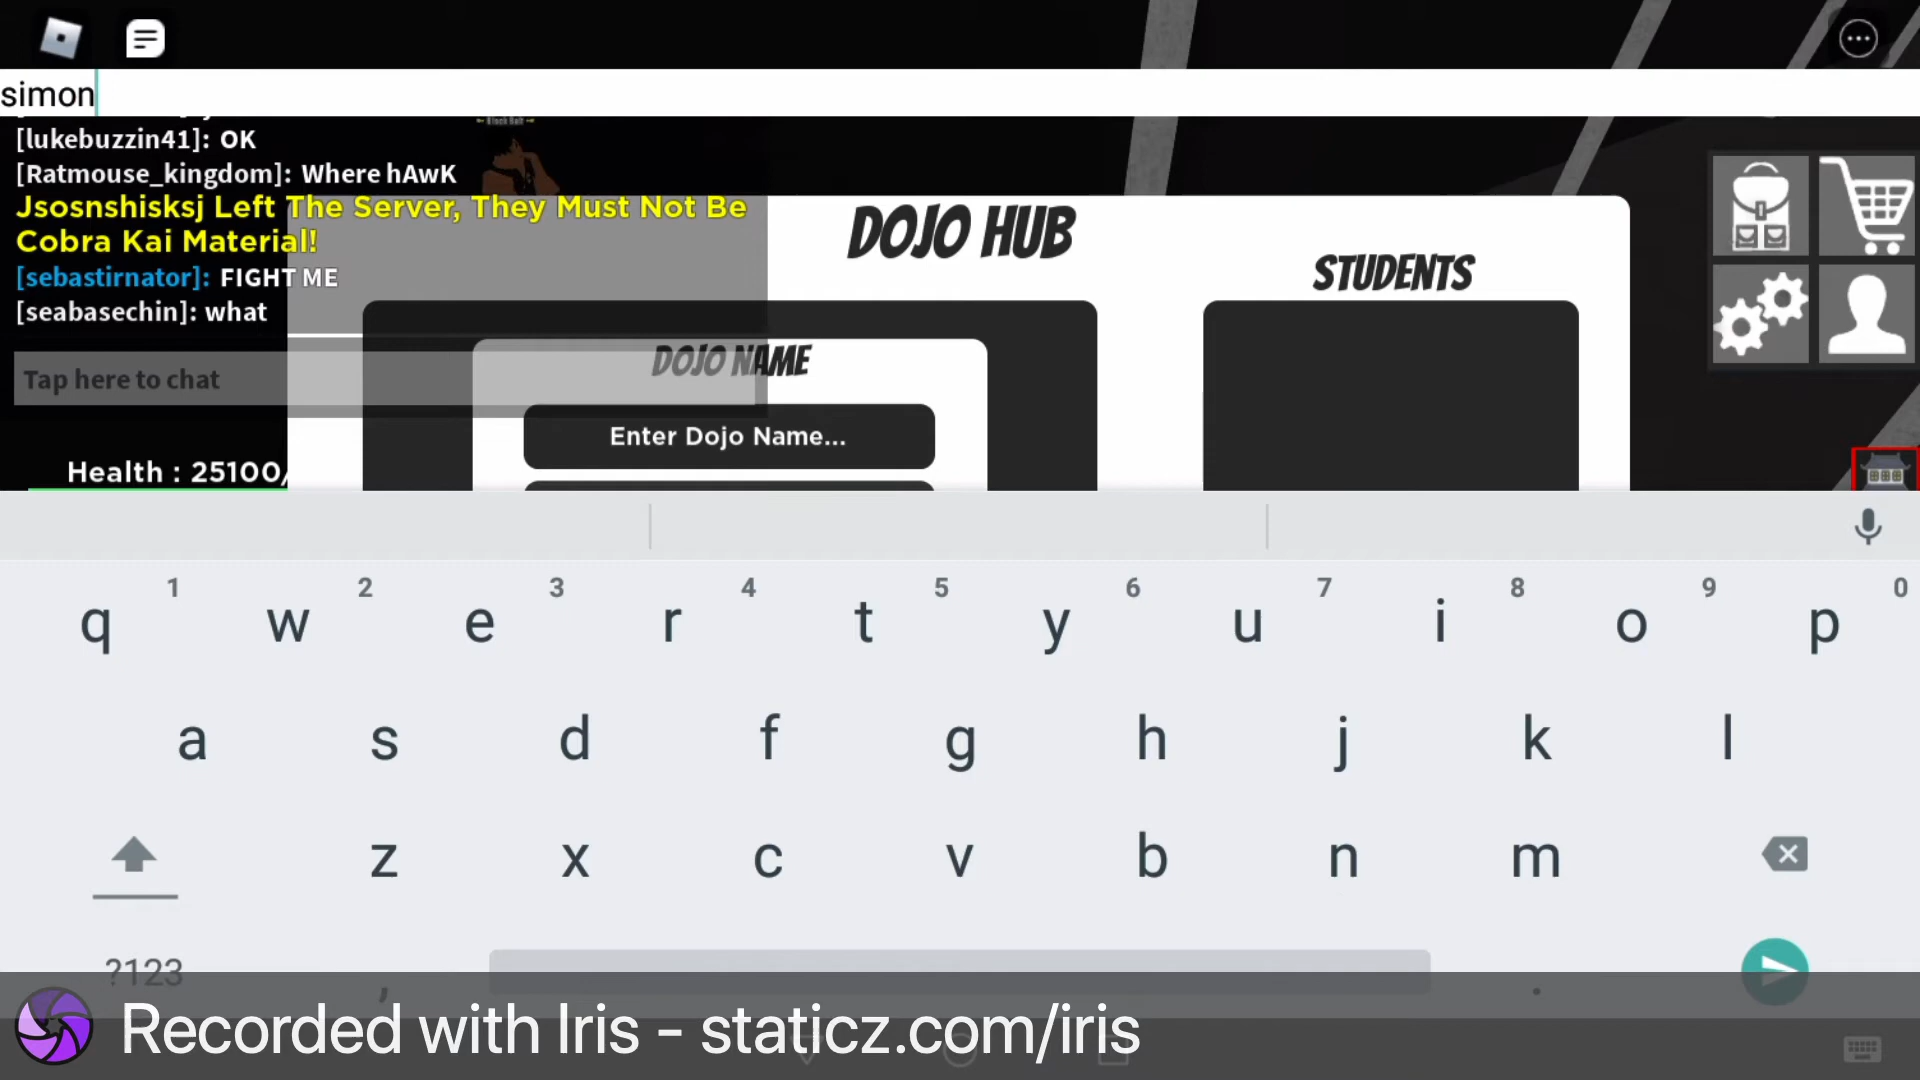 simon
[lukebuzzin41]: OK
[Ratmouse_kingdom]: Where hAwK
Jsosnshisksj Left The Server, They Must Not Be
Cobra Kai Material!
[sebastirnator]: FIGHT ME
[seabasechin]: what
Tap here to chat
Health : 25100/
DOJO HUB
STUDENTS
DOJO NAME
Enter Dojo Name...
1 2 3 4 5 6 7 8 9 0
q w e r t y u i o p
a s d f g h j k l
z x c v b n m
?123 , .
Recorded with Iris - staticz.com/iris